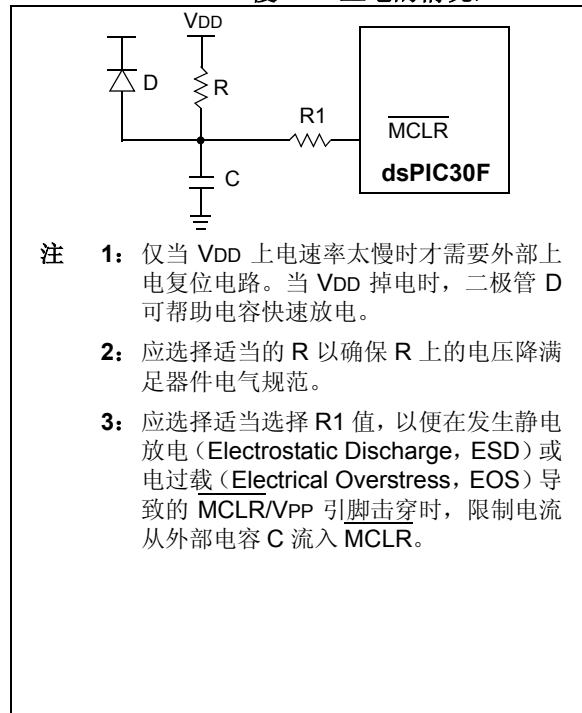 VDD
D
R
R1
MCLR
dsPIC30F
C
注 1：仅当 VDD 上电速率太慢时才需要外部上
电复位电路。当 VDD 掉电时，二极管 D
可帮助电容快速放电。
2：应选择适当的 R 以确保 R 上的电压降满
足器件电气规范。
3：应选择适当选择 R1 值，以便在发生静电
放电（Electrostatic Discharge，ESD）或
电过载（Electrical Overstress，EOS）导
致的 MCLR/VPP 引脚击穿时，限制电流
从外部电容 C 流入 MCLR。